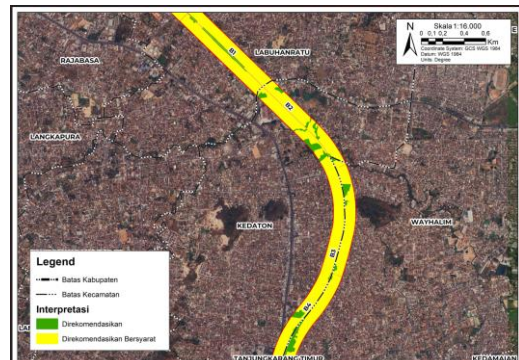 N
Skala 1:16.000
0 0,1 0,2 0,4 0,6
Km
Coordinate System: GCS WGS 1984
Datum: WGS 1984
Units: Degree
B1
RAJABASA
LABUHANRATU
B2
LANGKAPURA
WAYHALIM
KEDATON
B3
Legend
Batas Kabupaten
Batas Kecamatan
Interpretasi
Direkomendasikan
Direkomendasikan Bersyarat
B4
TANJUNGKARANG TIMUR
KEDAMAIAN